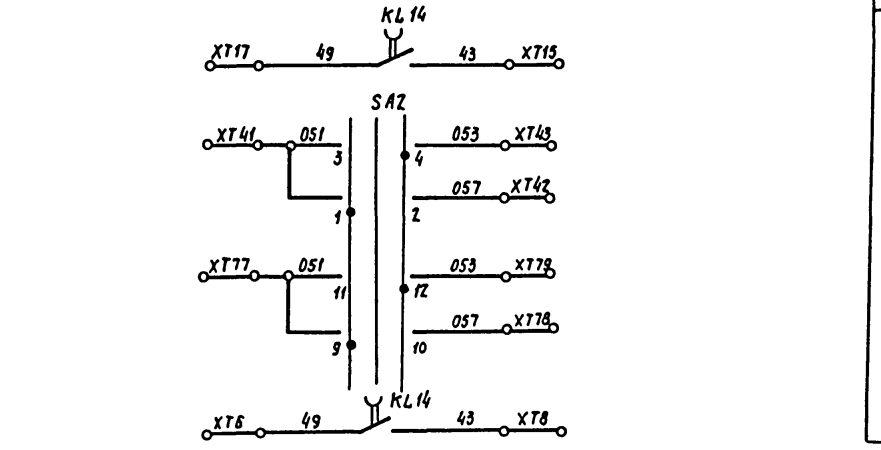 KL14
XT17 49 43 XT15
SA2
XT41 051 053 XT43
3 4
057 XT42
1 2
XT77 051 053 XT79
11 12
057 XT78
9 10
KL14
XT6 49 43 XT8